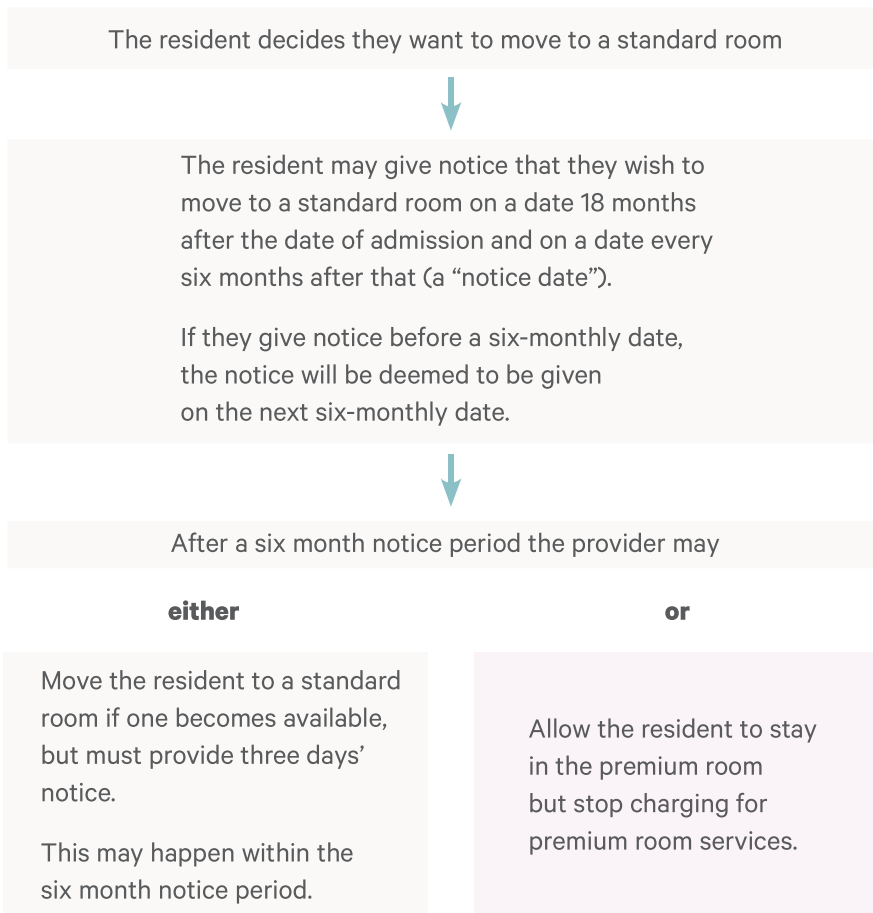 The resident decides they want to move to a standard room
The resident may give notice that they wish to
move to a standard room on a date 18 months
after the date of admission and on a date every
six months after that (a “notice date”).
If they give notice before a six-monthly date,
the notice will be deemed to be given
on the next six-monthly date.
After a six month notice period the provider may
either
Move the resident to a standard
room if one becomes available,
but must provide three days’
notice.
This may happen within the
six month notice period.
or
Allow the resident to stay
in the premium room
but stop charging for
premium room services.